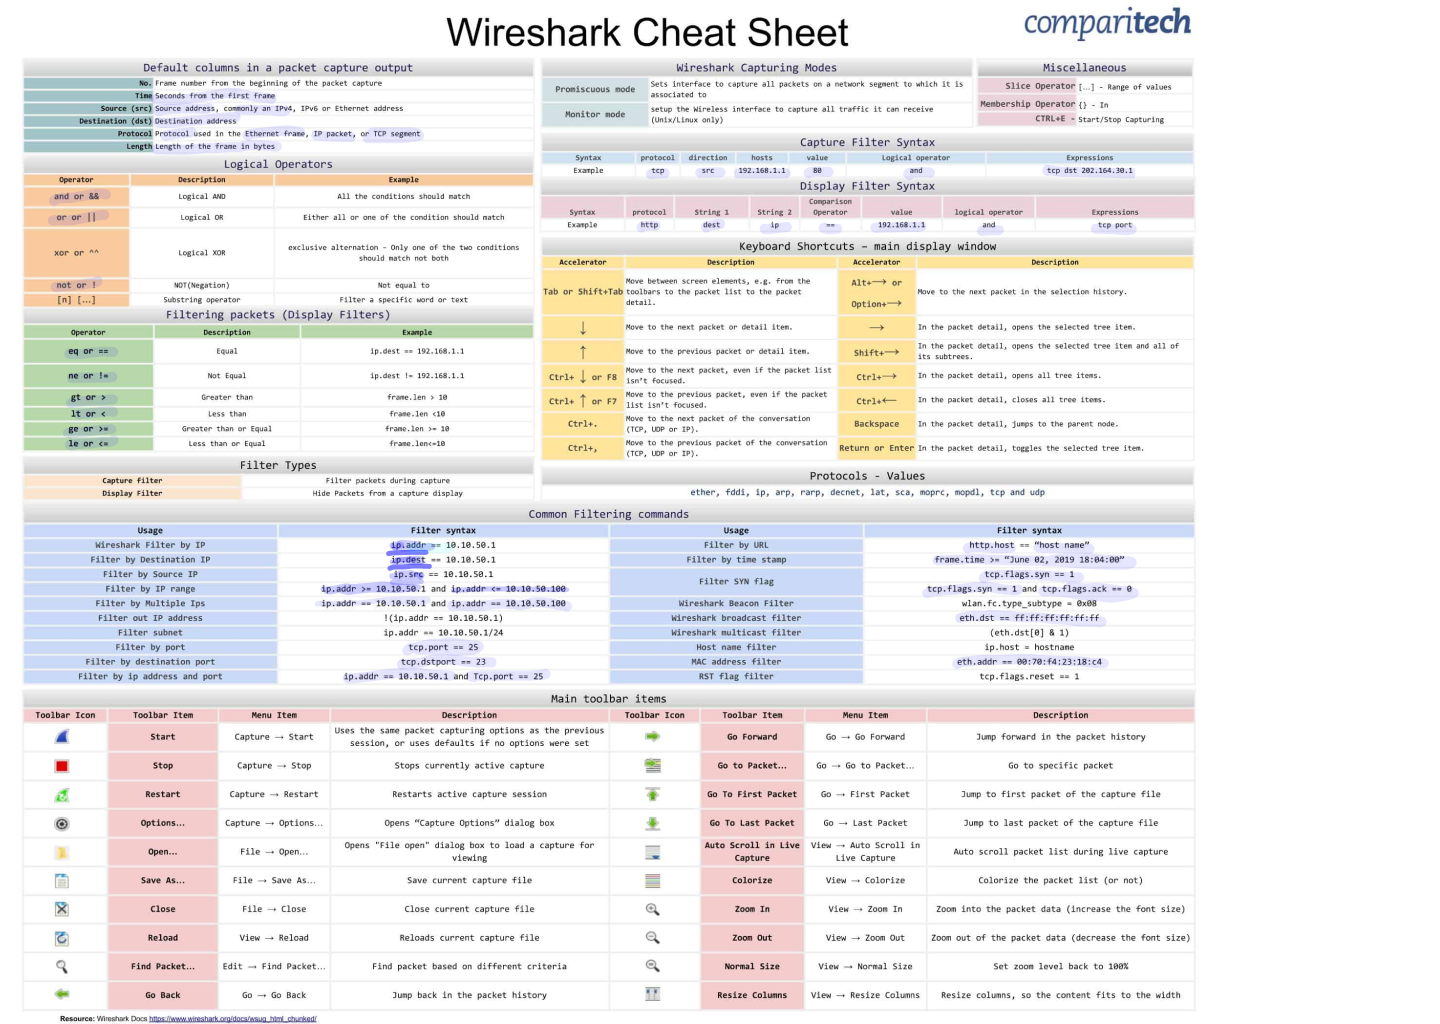 Wireshark Cheat Sheet
comparitech
Default columns in a packet capture output
No. Frame number from the beginning of the packet capture
Time Seconds from the first frame
Source (src) Source address, commonly an IPv4, IPv6 or Ethernet address
Destination (dst) Destination address
Protocol Protocol used in the Ethernet frame, IP packet, or TCP segment
Length Length of the frame in bytes
Logical Operators
Operator Description Example
and or && Logical AND All the conditions should match
or or || Logical OR Either all or one of the condition should match
xor or ^^ Logical XOR exclusive alternation – Only one of the two conditions
should match not both
not or ! NOT(Negation) Not equal to
[n] […] Substring operator Filter a specific word or text
Filtering packets (Display Filters)
Operator Description Example
eq or == Equal ip.dest == 192.168.1.1
ne or != Not Equal ip.dest != 192.168.1.1
gt or > Greater than frame.len > 10
lt or < Less than frame.len <10
ge or >= Greater than or Equal frame.len >= 10
le or <= Less than or Equal frame.len<=10
Filter Types
Capture filter Filter packets during capture
Display Filter Hide Packets from a capture display
Wireshark Capturing Modes
Promiscuous mode Sets interface to capture all packets on a network segment to which it is
associated to
Monitor mode setup the Wireless interface to capture all traffic it can receive
(Unix/Linux only)
Miscellaneous
Slice Operator […] - Range of values
Membership Operator {} - In
CTRL+E - Start/Stop Capturing
Capture Filter Syntax
Syntax protocol direction hosts value Logical operator Expressions
Example tcp src 192.168.1.1 80 and tcp dst 202.164.30.1
Display Filter Syntax
Syntax protocol String 1 String 2 Comparison Operator value logical operator Expressions
Example http dest ip == 192.168.1.1 and tcp port
Keyboard Shortcuts – main display window
Accelerator Description Accelerator Description
Tab or Shift+Tab Move between screen elements, e.g. from the
toolbars to the packet list to the packet
detail.
Alt+→ or
Option+→ Move to the next packet in the selection history.
↓ Move to the next packet or detail item. → In the packet detail, opens the selected tree item.
↑ Move to the previous packet or detail item. Shift+→ In the packet detail, opens the selected tree item and all of
its subtrees.
Ctrl+ ↓ or F8 Move to the next packet, even if the packet list
isn't focused.
Ctrl+→ In the packet detail, opens all tree items.
Ctrl+ ↑ or F7 Move to the previous packet, even if the packet
list isn't focused.
Ctrl+← In the packet detail, closes all tree items.
Ctrl+. Move to the next packet of the conversation
(TCP, UDP or IP).
Backspace In the packet detail, jumps to the parent node.
Ctrl+, Move to the previous packet of the conversation
(TCP, UDP or IP).
Return or Enter In the packet detail, toggles the selected tree item.
Protocols - Values
ether, fddi, ip, arp, rarp, decnet, lat, sca, moprc, mopdl, tcp and udp
Common Filtering commands
Usage Filter syntax Usage Filter syntax
Wireshark Filter by IP ip.addr == 10.10.50.1 Filter by URL http.host == “host name”
Filter by Destination IP ip.dest == 10.10.50.1 Filter by time stamp frame.time >= “June 02, 2019 18:04:00”
Filter by Source IP ip.src == 10.10.50.1 Filter SYN flag tcp.flags.syn == 1
Filter by IP range ip.addr >= 10.10.50.1 and ip.addr <= 10.10.50.100 tcp.flags.syn == 1 and tcp.flags.ack == 0
Filter by Multiple Ips ip.addr == 10.10.50.1 and ip.addr == 10.10.50.100 Wireshark Beacon Filter wlan.fc.type_subtype = 0x08
Filter out IP address !(ip.addr == 10.10.50.1) Wireshark broadcast filter eth.dst == ff:ff:ff:ff:ff:ff
Filter subnet ip.addr == 10.10.50.1/24 Wireshark multicast filter (eth.dst[0] & 1)
Filter by port tcp.port == 25 Host name filter ip.host = hostname
Filter by destination port tcp.dstport == 23 MAC address filter eth.addr == 00:70:f4:23:18:c4
Filter by ip address and port ip.addr == 10.10.50.1 and Tcp.port == 25 RST flag filter tcp.flags.reset == 1
Main toolbar items
Toolbar Icon Toolbar Item Menu Item Description Toolbar Icon Toolbar Item Menu Item Description
Start Capture → Start Uses the same packet capturing options as the previous
session, or uses defaults if no options were set
Go Forward Go → Go Forward Jump forward in the packet history
Stop Capture → Stop Stops currently active capture Go to Packet… Go → Go to Packet… Go to specific packet
Restart Capture → Restart Restarts active capture session Go To First Packet Go → First Packet Jump to first packet of the capture file
Options… Capture → Options… Opens “Capture Options” dialog box Go To Last Packet Go → Last Packet Jump to last packet of the capture file
Open… File → Open… Opens "File open" dialog box to load a capture for
viewing
Auto Scroll in Live
Capture View → Auto Scroll in
Live Capture Auto scroll packet list during live capture
Save As… File → Save As… Save current capture file Colorize View → Colorize Colorize the packet list (or not)
Close File → Close Close current capture file Zoom In View → Zoom In Zoom into the packet data (increase the font size)
Reload View → Reload Reloads current capture file Zoom Out View → Zoom Out Zoom out of the packet data (decrease the font size)
Find Packet… Edit → Find Packet… Find packet based on different criteria Normal Size View → Normal Size Set zoom level back to 100%
Go Back Go → Go Back Jump back in the packet history Resize Columns View → Resize Columns Resize columns, so the content fits to the width
Resource: Wireshark Docs https://www.wireshark.org/docs/wsug_html_chunked/